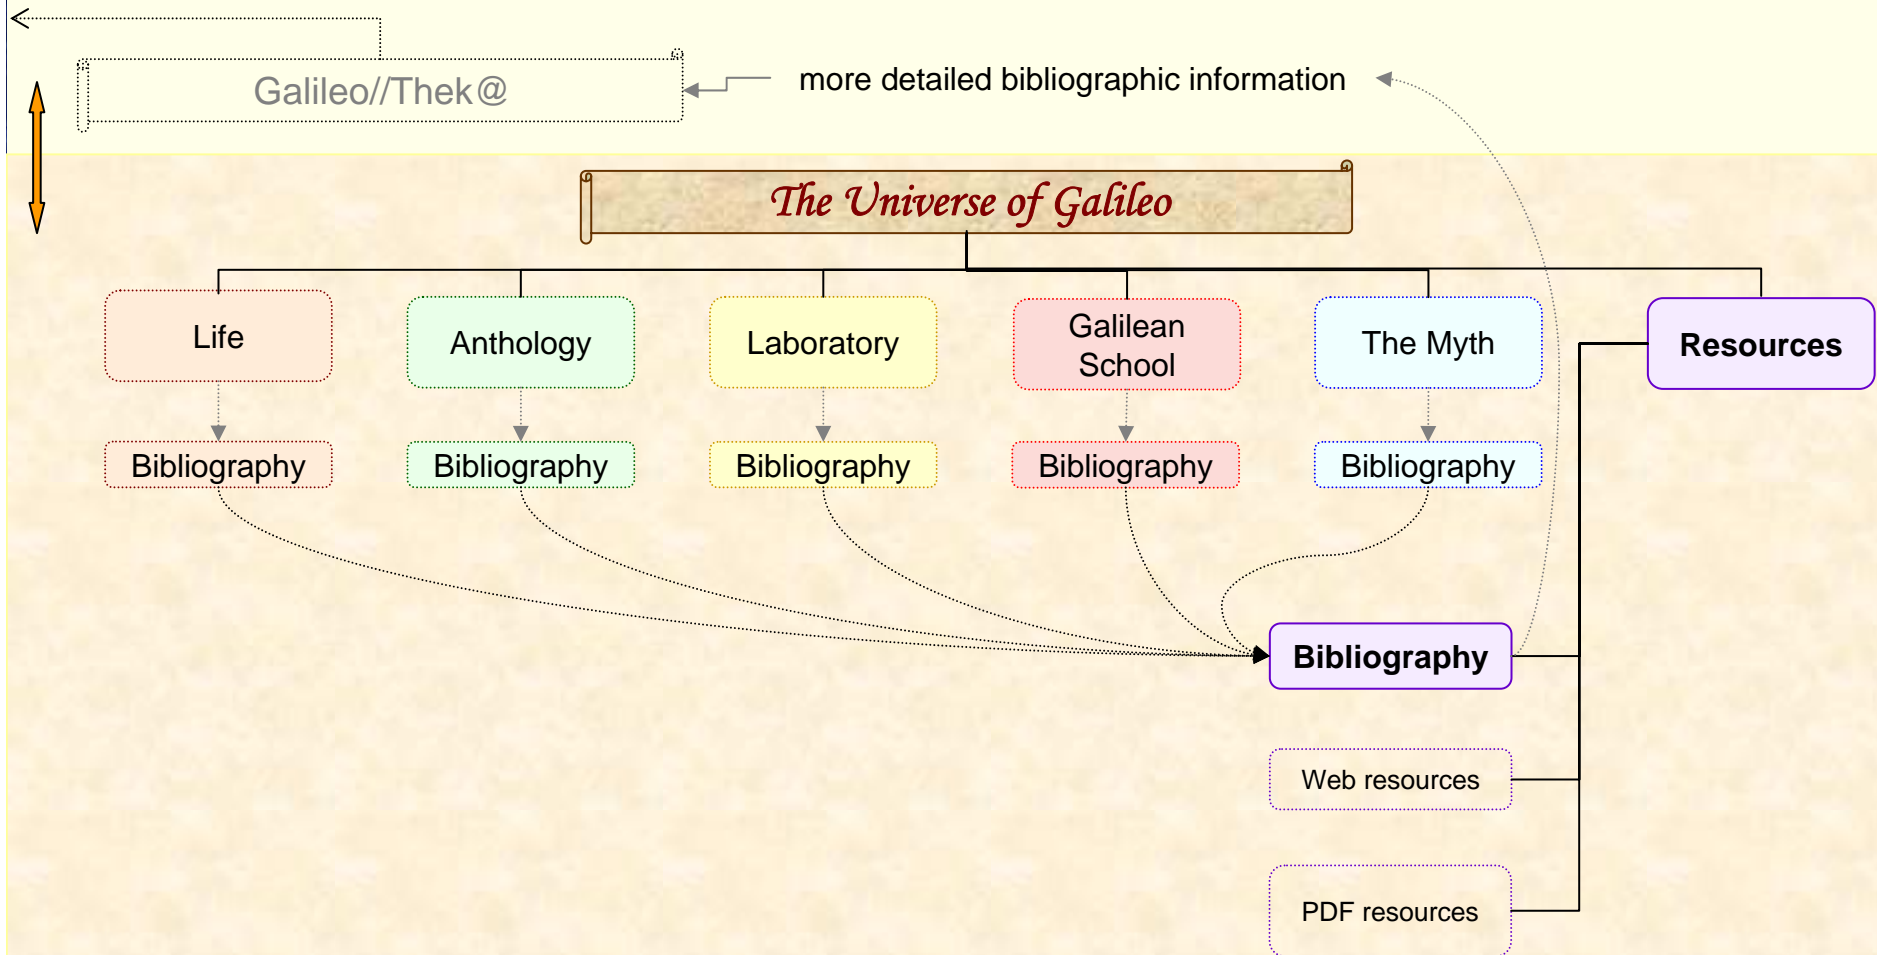 Galileo//Thek@
more detailed bibliographic information
The Universe of Galileo
Life
Anthology
Laboratory
Galilean
School
The Myth
Resources
Bibliography
Bibliography
Bibliography
Bibliography
Bibliography
Bibliography
Web resources
PDF resources